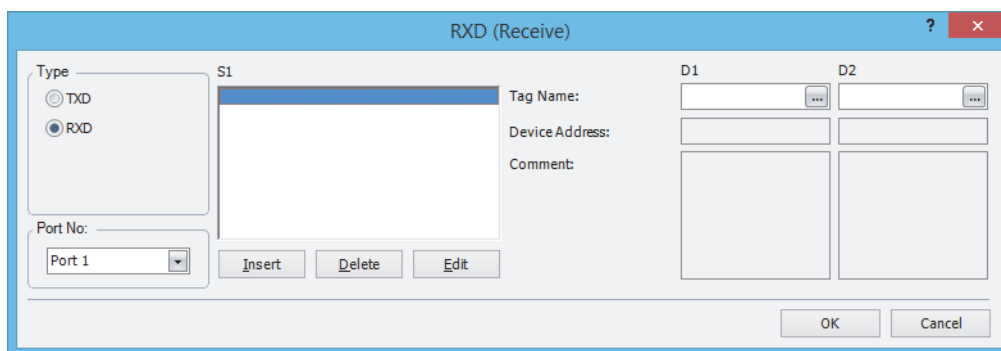 RXD (Receive)
?
Type
TXD
RXD
Port No:
Port 1
S1
Insert Delete Edit
D1 D2
Tag Name: ... ...
Device Address:
Comment:
OK Cancel